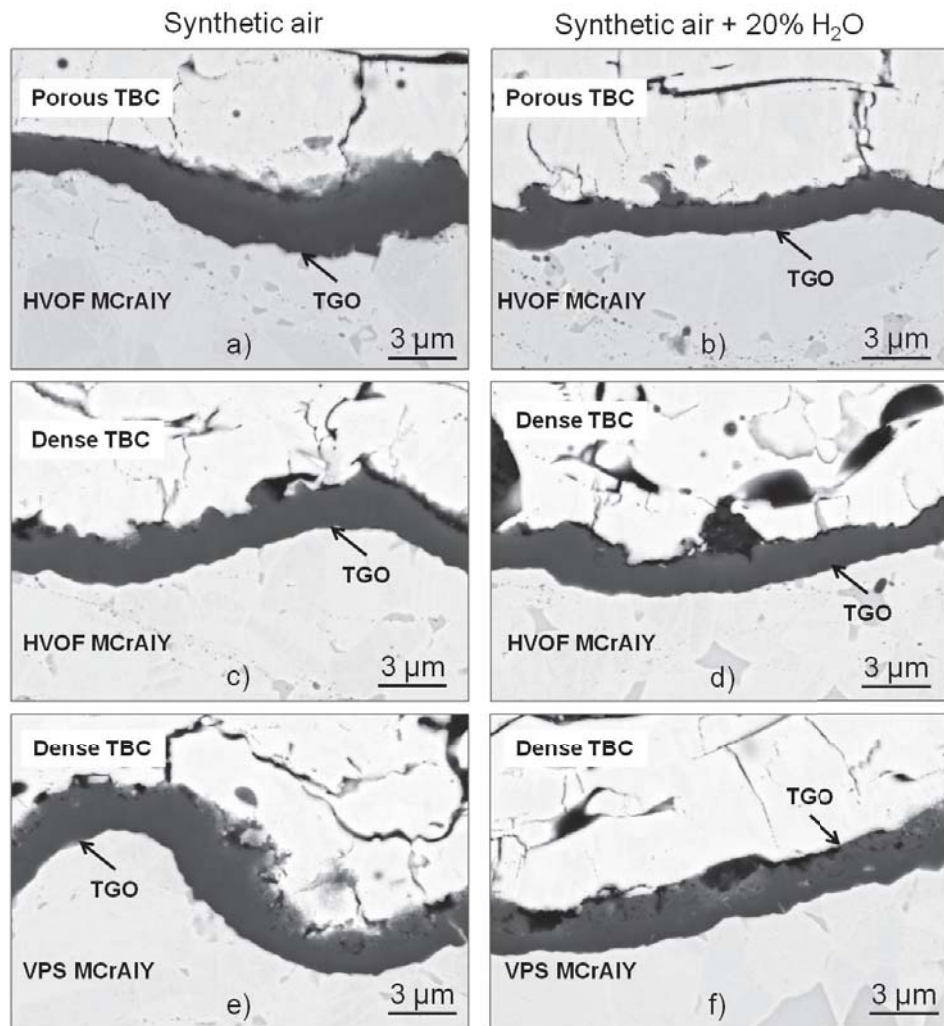 Synthetic air
Synthetic air + 20% H₂O
Porous TBC
TGO
HVOF MCrAlY
a)
3 µm
Porous TBC
TGO
HVOF MCrAlY
b)
3 µm
Dense TBC
TGO
HVOF MCrAlY
c)
3 µm
Dense TBC
TGO
HVOF MCrAlY
d)
3 µm
Dense TBC
TGO
VPS MCrAlY
e)
3 µm
Dense TBC
TGO
VPS MCrAlY
f)
3 µm